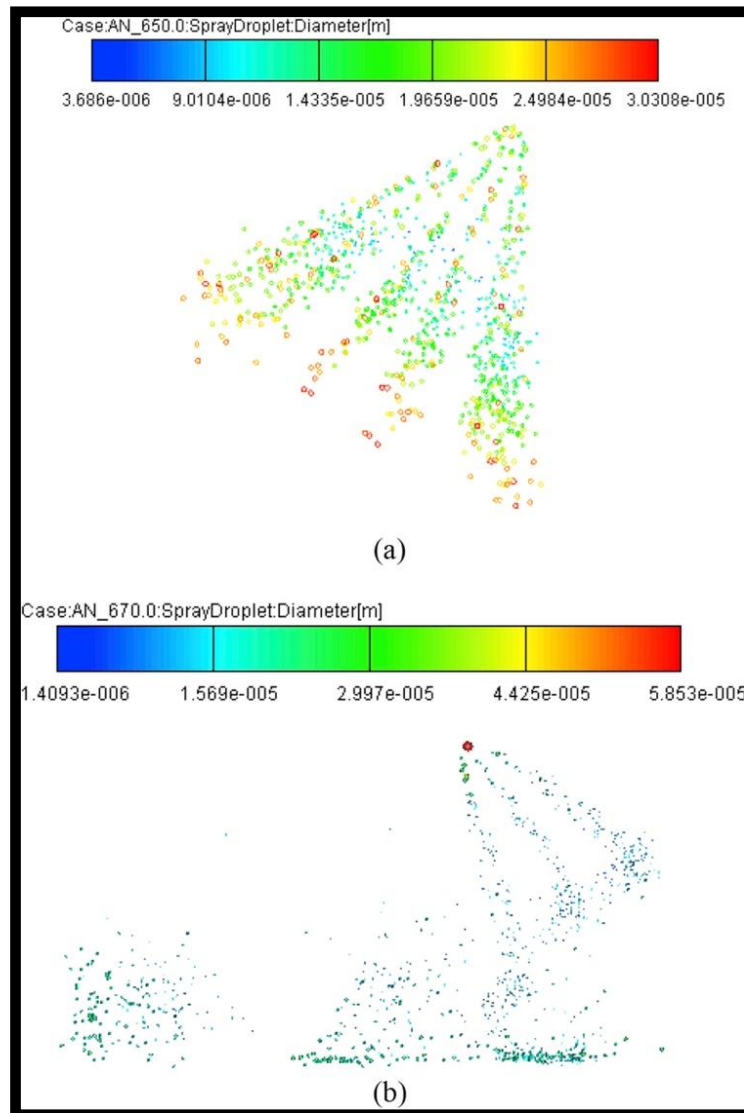 Case:AN_650.0:SprayDroplet:Diameter[m]
3.686e-006 9.0104e-006 1.4335e-005 1.9659e-005 2.4984e-005 3.0308e-005
(a)
Case:AN_670.0:SprayDroplet:Diameter[m]
1.4093e-006 1.569e-005 2.997e-005 4.425e-005 5.853e-005
(b)